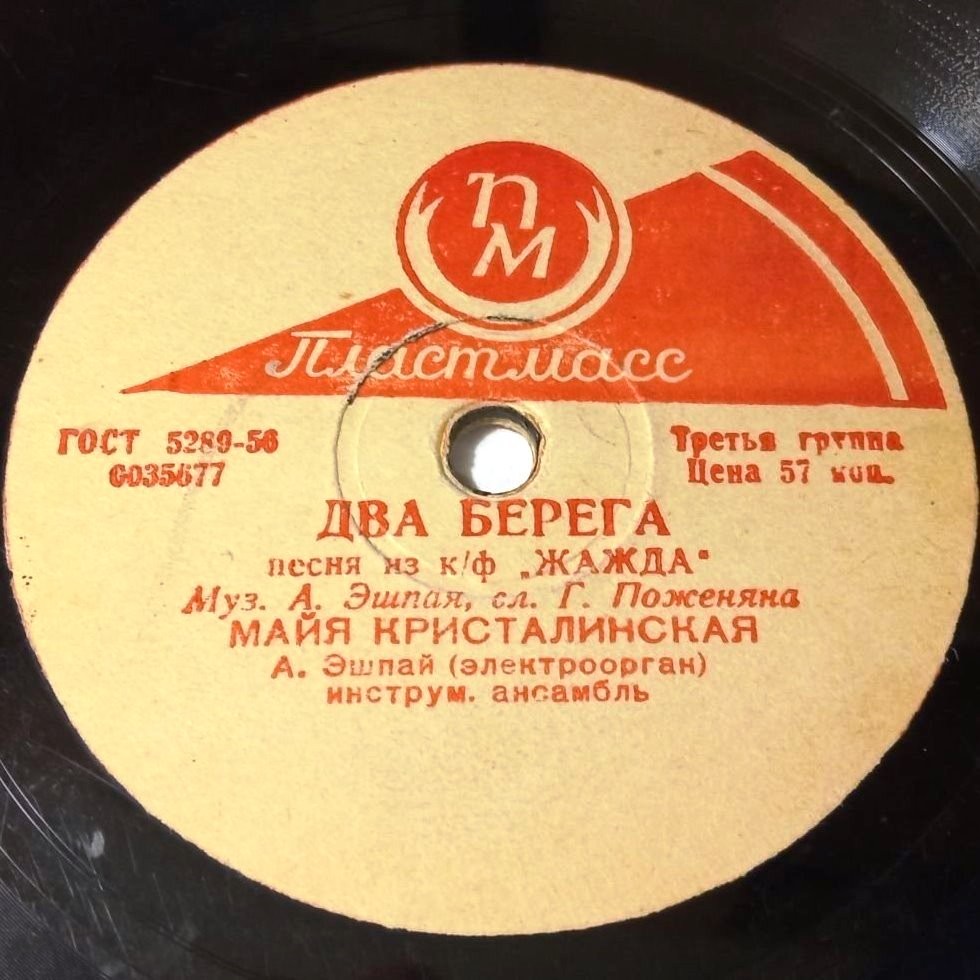 ПМ
Пластмасс
ГОСТ 5289-56
Третья группа
0035677
Цена 57 коп.
ДВА БЕРЕГА
песня из к/ф „ЖАЖДА"
Муз. А. Эшпая, сл. Г. Поженяна
МАЙЯ КРИСТАЛИНСКАЯ
А. Эшпай (электроорган)
инструм. ансамбль